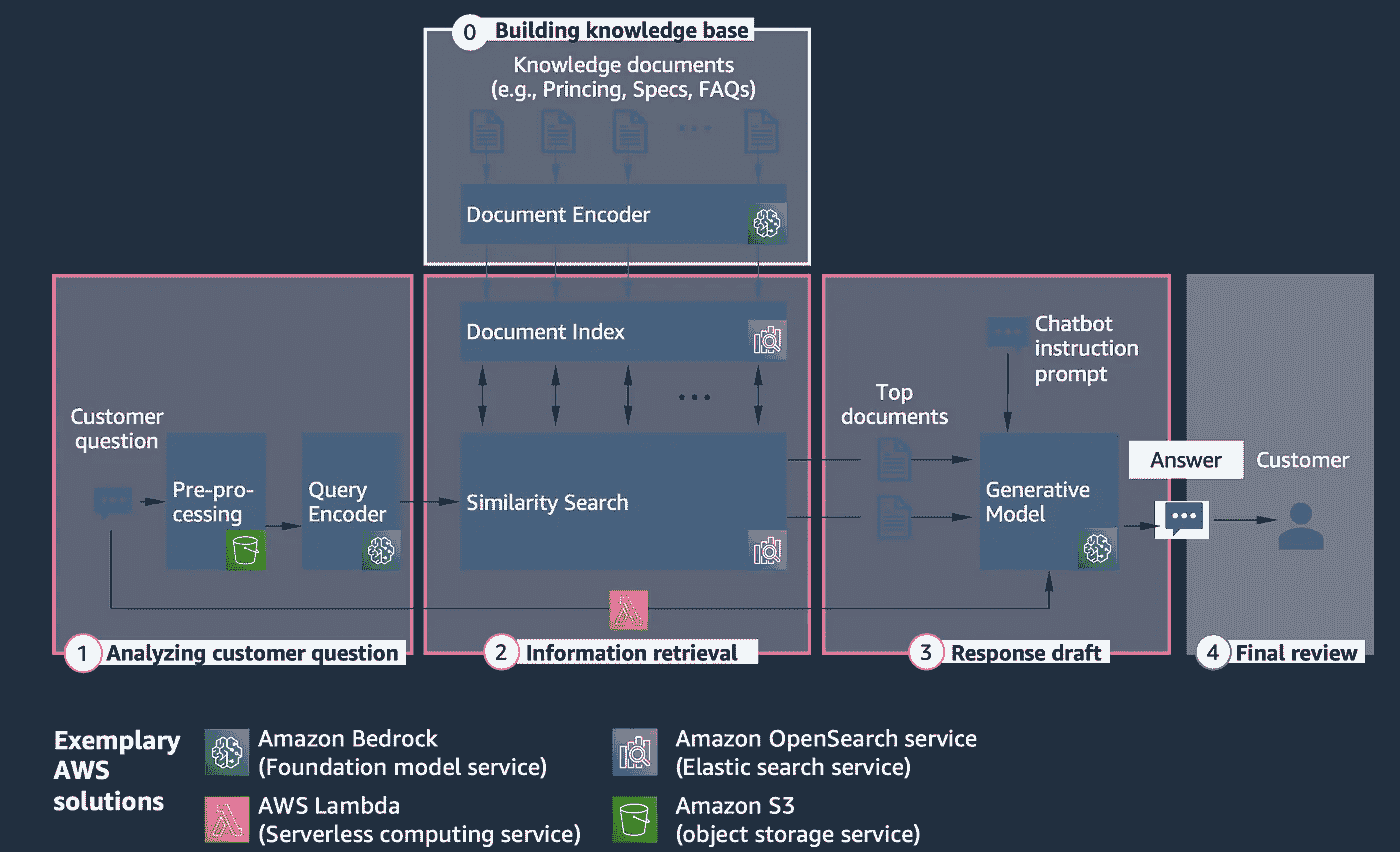 0 Building knowledge base
Knowledge documents
(e.g., Princing, Specs, FAQs)
Document Encoder
Document Index
Similarity Search
Customer
question
Pre-pro-
cessing
Query
Encoder
1 Analyzing customer question
2 Information retrieval
Top
documents
Chatbot
instruction
prompt
Generative
Model
3 Response draft
Answer
Customer
4 Final review
Exemplary
AWS
solutions
Amazon Bedrock
(Foundation model service)
AWS Lambda
(Serverless computing service)
Amazon OpenSearch service
(Elastic search service)
Amazon S3
(object storage service)